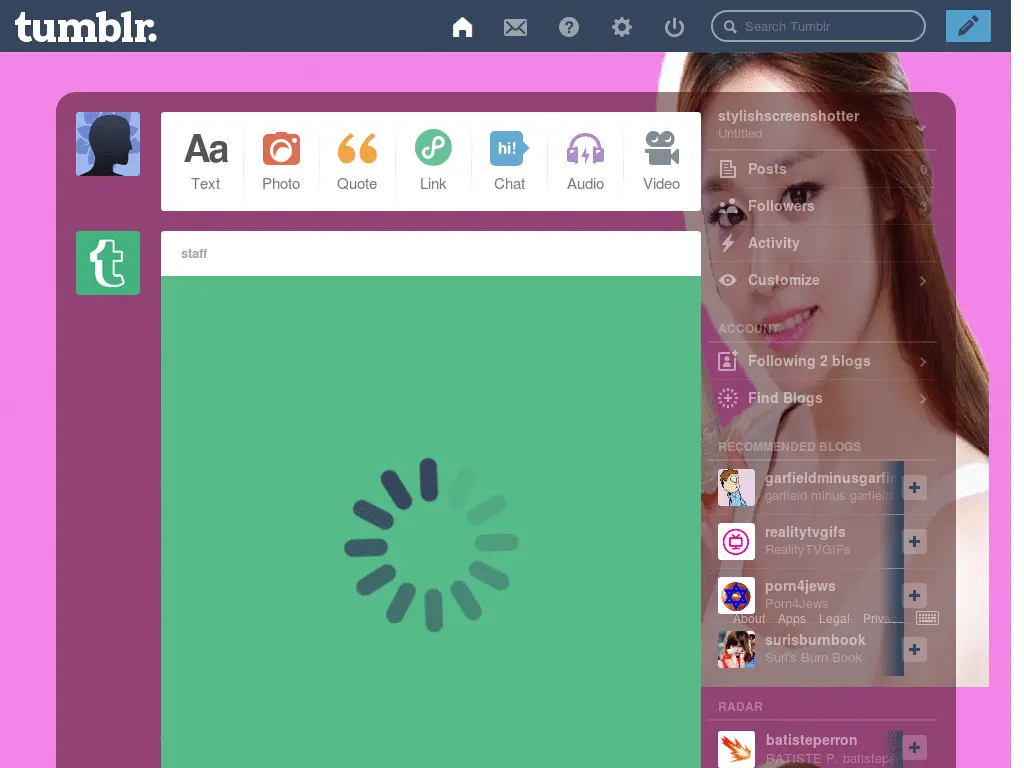 tumblr.
Search Tumblr
Aa
hi!
Text
Photo
Quote
Link
Chat
Audio
Video
staff
stylishscreenshotter
Untitled
Posts 0
Followers 3
Activity
Customize
ACCOUNT
Following 2 blogs
Find Blogs
RECOMMENDED BLOGS
garfieldminusgarfie
garfield minus garfield
realitytvgifs
RealityTVGIFs
porn4jews
Porn4Jews
About Apps Legal Privac
surisburnbook
Suri's Burn Book
RADAR
batisteperron
BATISTE P. batistepe